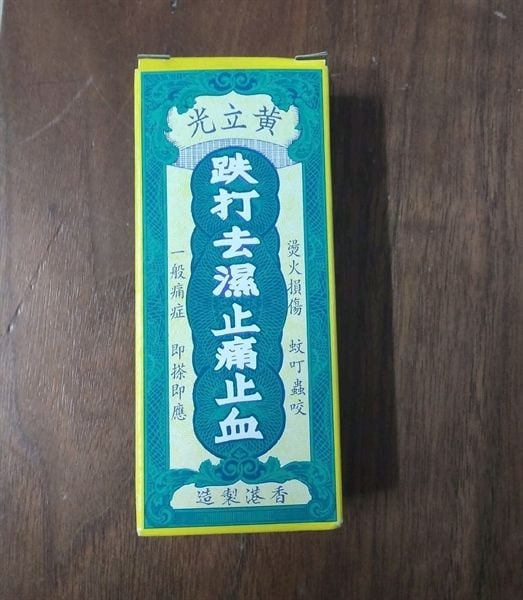 黃立光
燙火損傷 蚊叮蟲咬
跌打去濕止痛止血
一般痛症 即搽即應
香港製造